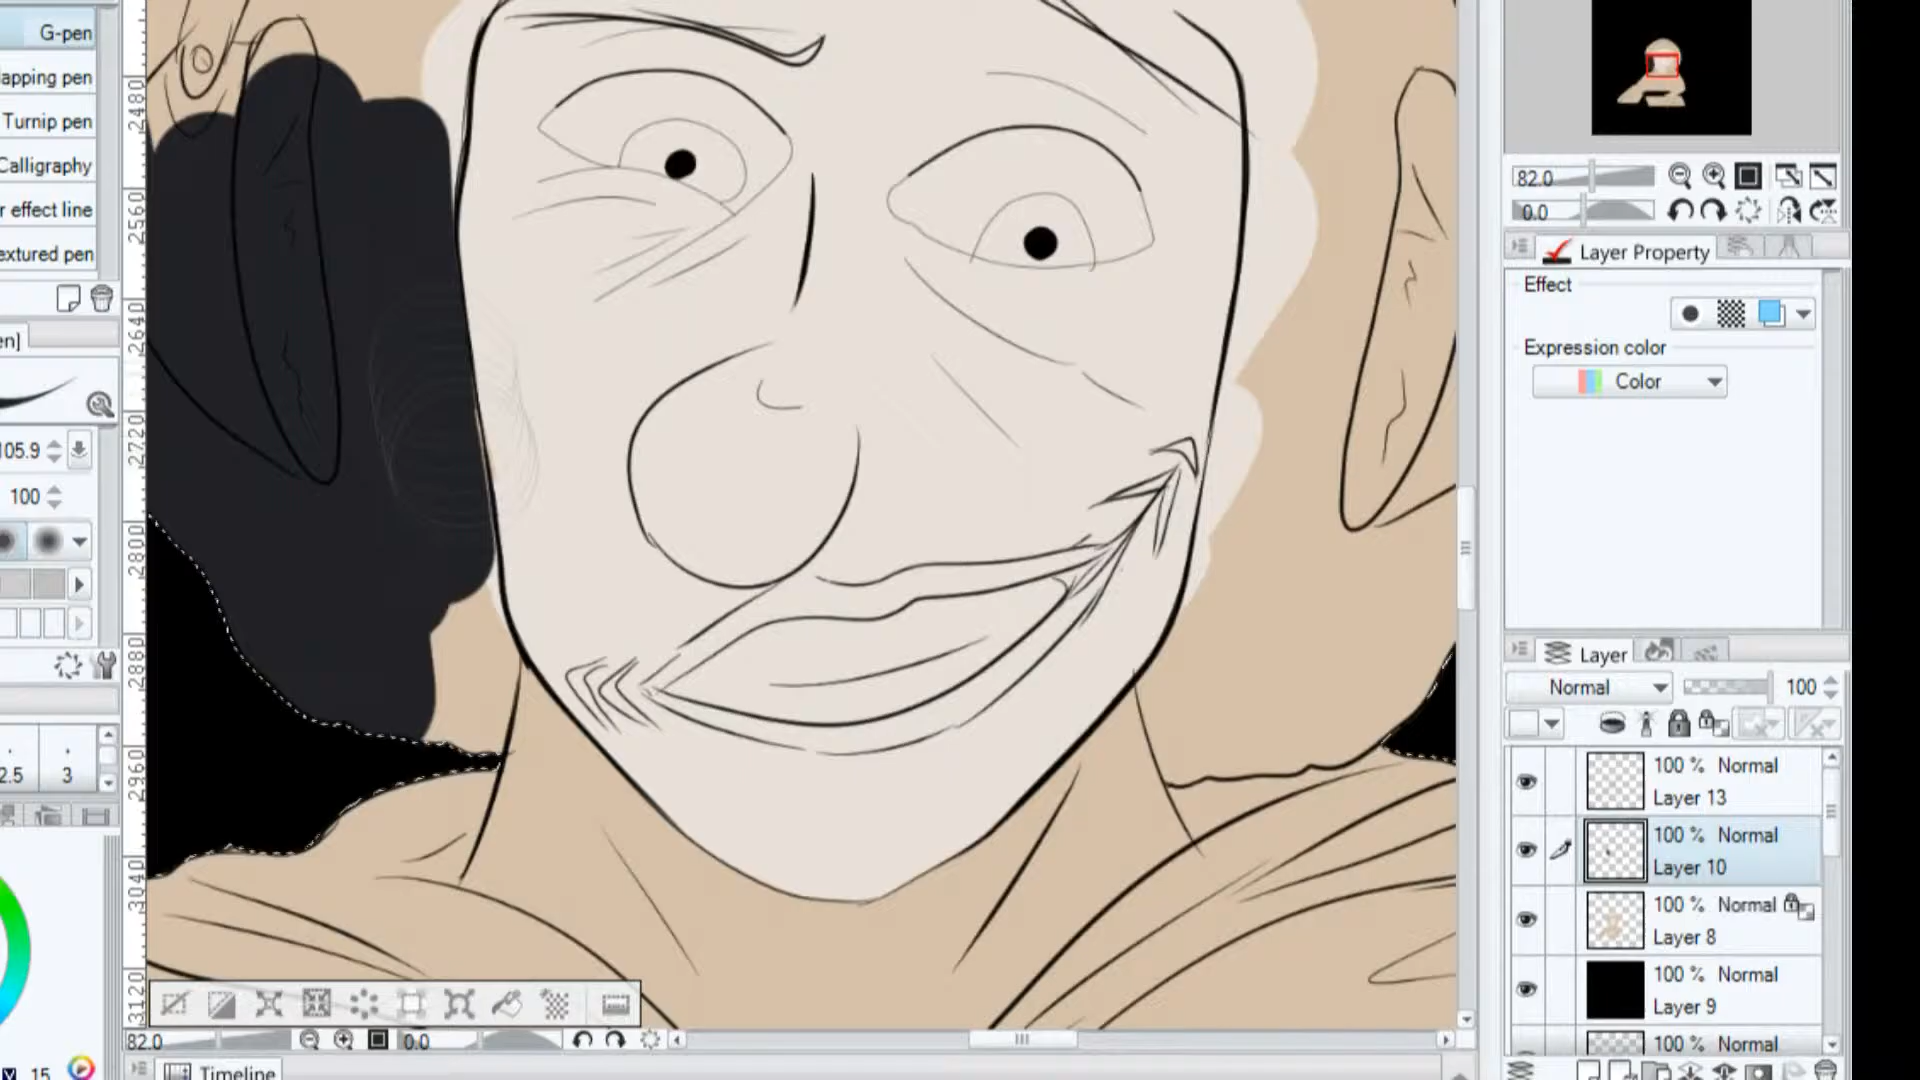 G-pen
apping pen
Turnip pen
Calligraphy
r effect line
extured pen
en]
105.9
100
2.5
3
15
2480
2560
2640
2720
2800
2880
2960
3040
3120
82.0
0.0
Timeline
82.0
0.0
Layer Property
Effect
Expression color
Color
Layer
Normal
100
100 % Normal
Layer 13
100 % Normal
Layer 10
100 % Normal
Layer 8
100 % Normal
Layer 9
100 % Normal